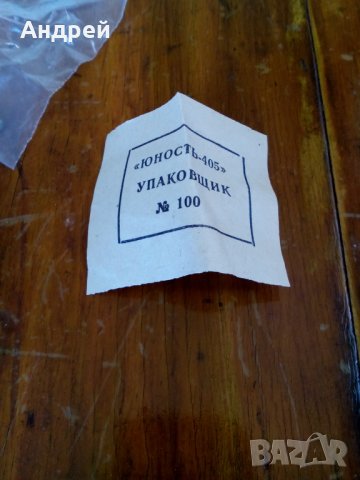 Андрей
«ЮНОСТЬ-405»
УПАКОВЩИК
№ 100
BAZAR